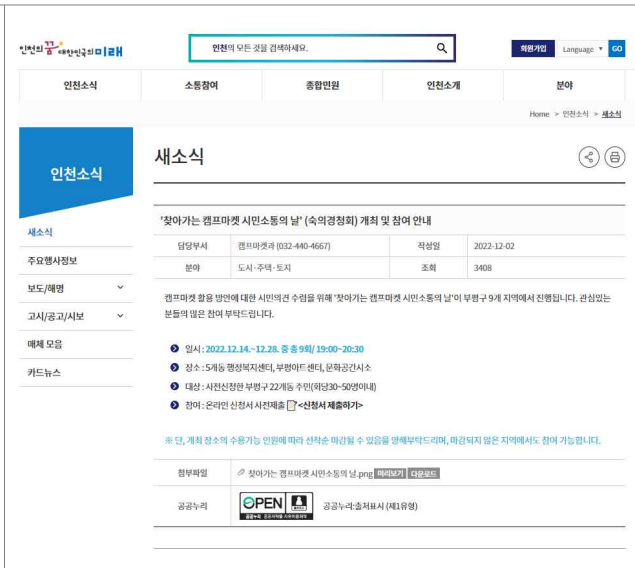 인천의 꿈 대한민국의 미래
인천의 모든 것을 검색하세요.
회원가입 Language GO
인천소식 소통참여 종합민원 인천소개 분야
Home > 인천소식 > 새소식
인천소식
새소식
주요행사정보
보도/해명
고시/공고/시보
매체 모음
카드뉴스
새소식
'찾아가는 캠프마켓 시민소통의 날' (숙의경청회) 개최 및 참여 안내
담당부서 캠프마켓과 (032-440-4667) 작성일 2022-12-02
분야 도시·주택·토지 조회 3408
캠프마켓 활용 방안에 대한 시민의견 수렴을 위해 '찾아가는 캠프마켓 시민소통의 날'이 부평구 9개 지역에서 진행됩니다. 관심있는
분들의 많은 참여 부탁드립니다.
일시 : 2022.12.14.~12.28. 중 총 9회/ 19:00~20:30
장소 : 5개동 행정복지센터, 부평아트센터, 문화공간시소
대상 : 사전신청한 부평구 22개동 주민(회당30~50명이내)
참여 : 온라인 신청서 사전제출 <신청서 제출하기>
※ 단, 개최 장소의 수용가능 인원에 따라 선착순 마감될 수 있음을 양해부탁드리며, 마감되지 않은 지역에서도 참여 가능합니다.
첨부파일 찾아가는 캠프마켓 시민소통의 날.png 미리보기 다운로드
공공누리 OPEN 공공누리:출처표시 (제1유형)